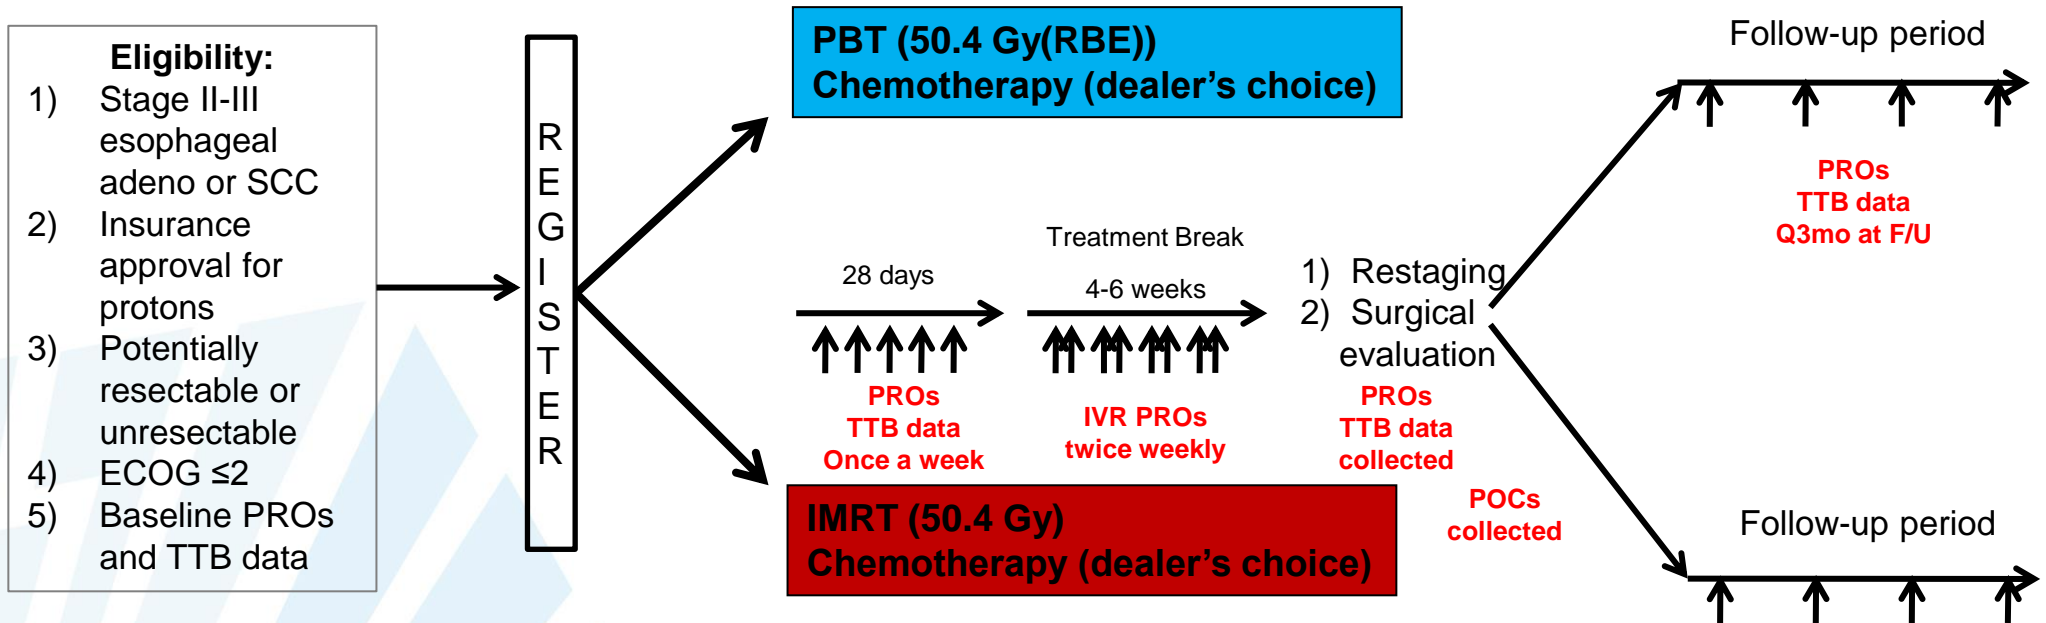 Eligibility:
1) Stage II-III
esophageal
adeno or SCC
2) Insurance
approval for
protons
3) Potentially
resectable or
unresectable
4) ECOG ≤2
5) Baseline PROs
and TTB data
R
E
G
I
S
T
E
R
PBT (50.4 Gy(RBE))
Chemotherapy (dealer's choice)
28 days
PROs
TTB data
Once a week
Treatment Break
4-6 weeks
IVR PROs
twice weekly
1) Restaging
2) Surgical
evaluation
PROs
TTB data
collected
POCs
collected
IMRT (50.4 Gy)
Chemotherapy (dealer's choice)
Follow-up period
PROs
TTB data
Q3mo at F/U
Follow-up period